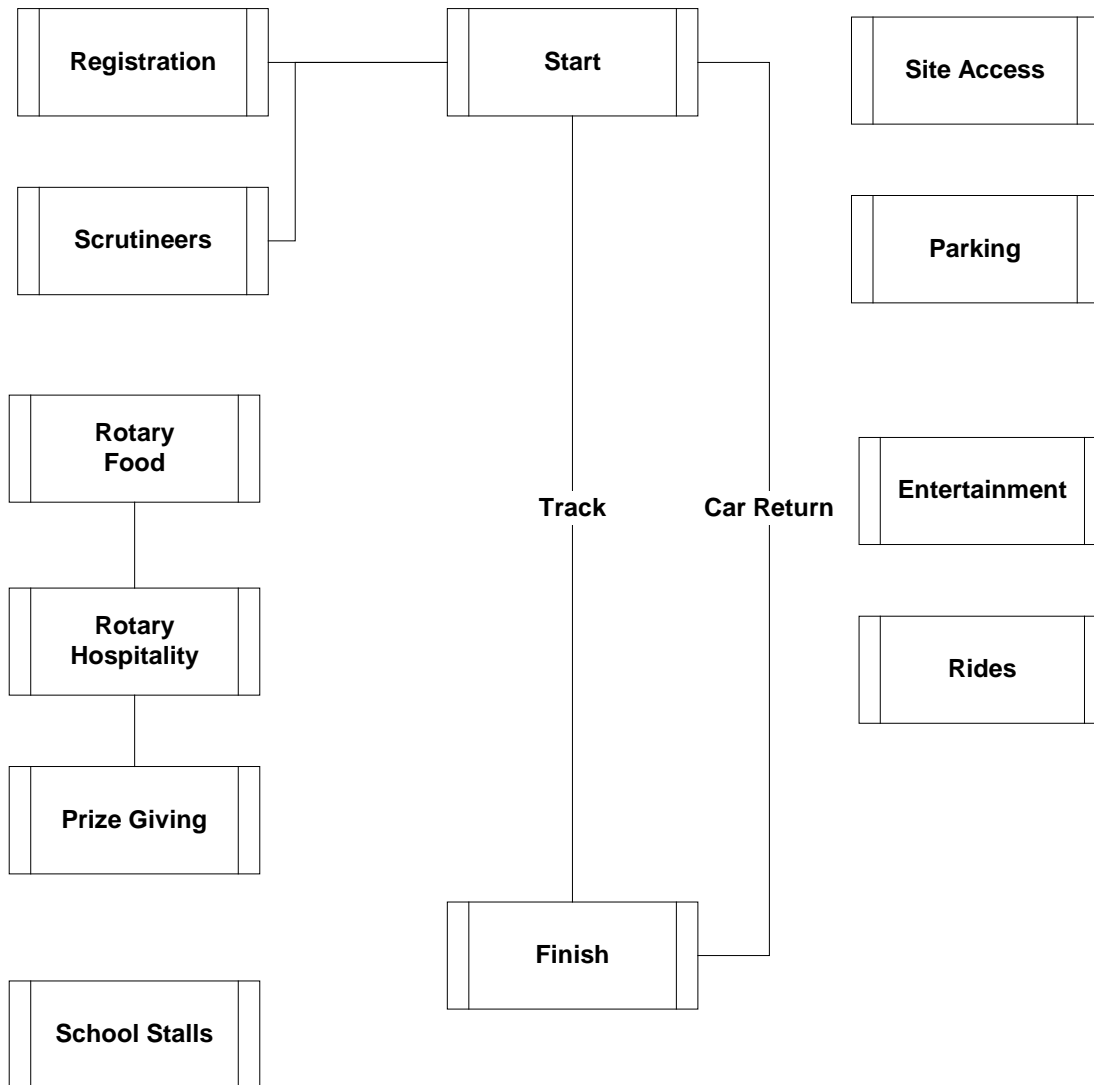 Registration
Start
Site Access
Scrutineers
Parking
Rotary
Food
Entertainment
Track
Car Return
Rotary
Hospitality
Rides
Prize Giving
Finish
School Stalls